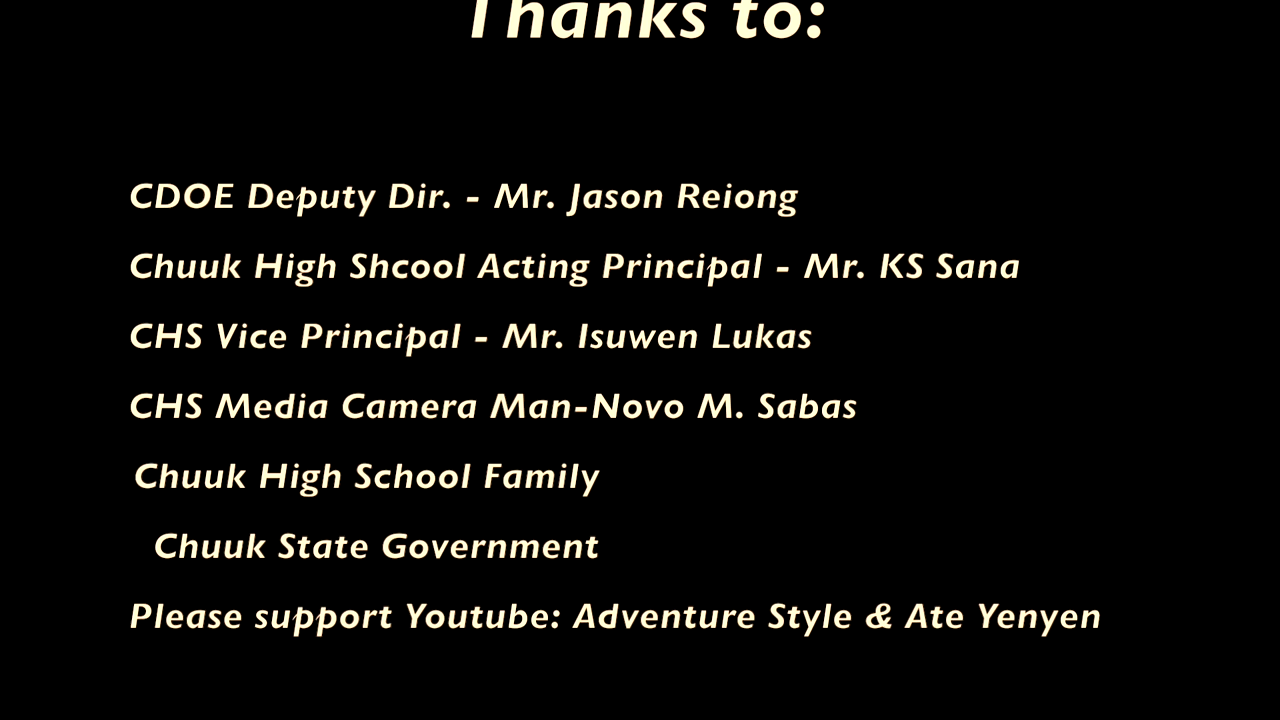 Thanks to:
CDOE Deputy Dir. - Mr. Jason Reiong
Chuuk High Shcool Acting Principal - Mr. KS Sana
CHS Vice Principal - Mr. Isuwen Lukas
CHS Media Camera Man-Novo M. Sabas
Chuuk High School Family
Chuuk State Government
Please support Youtube: Adventure Style & Ate Yenyen